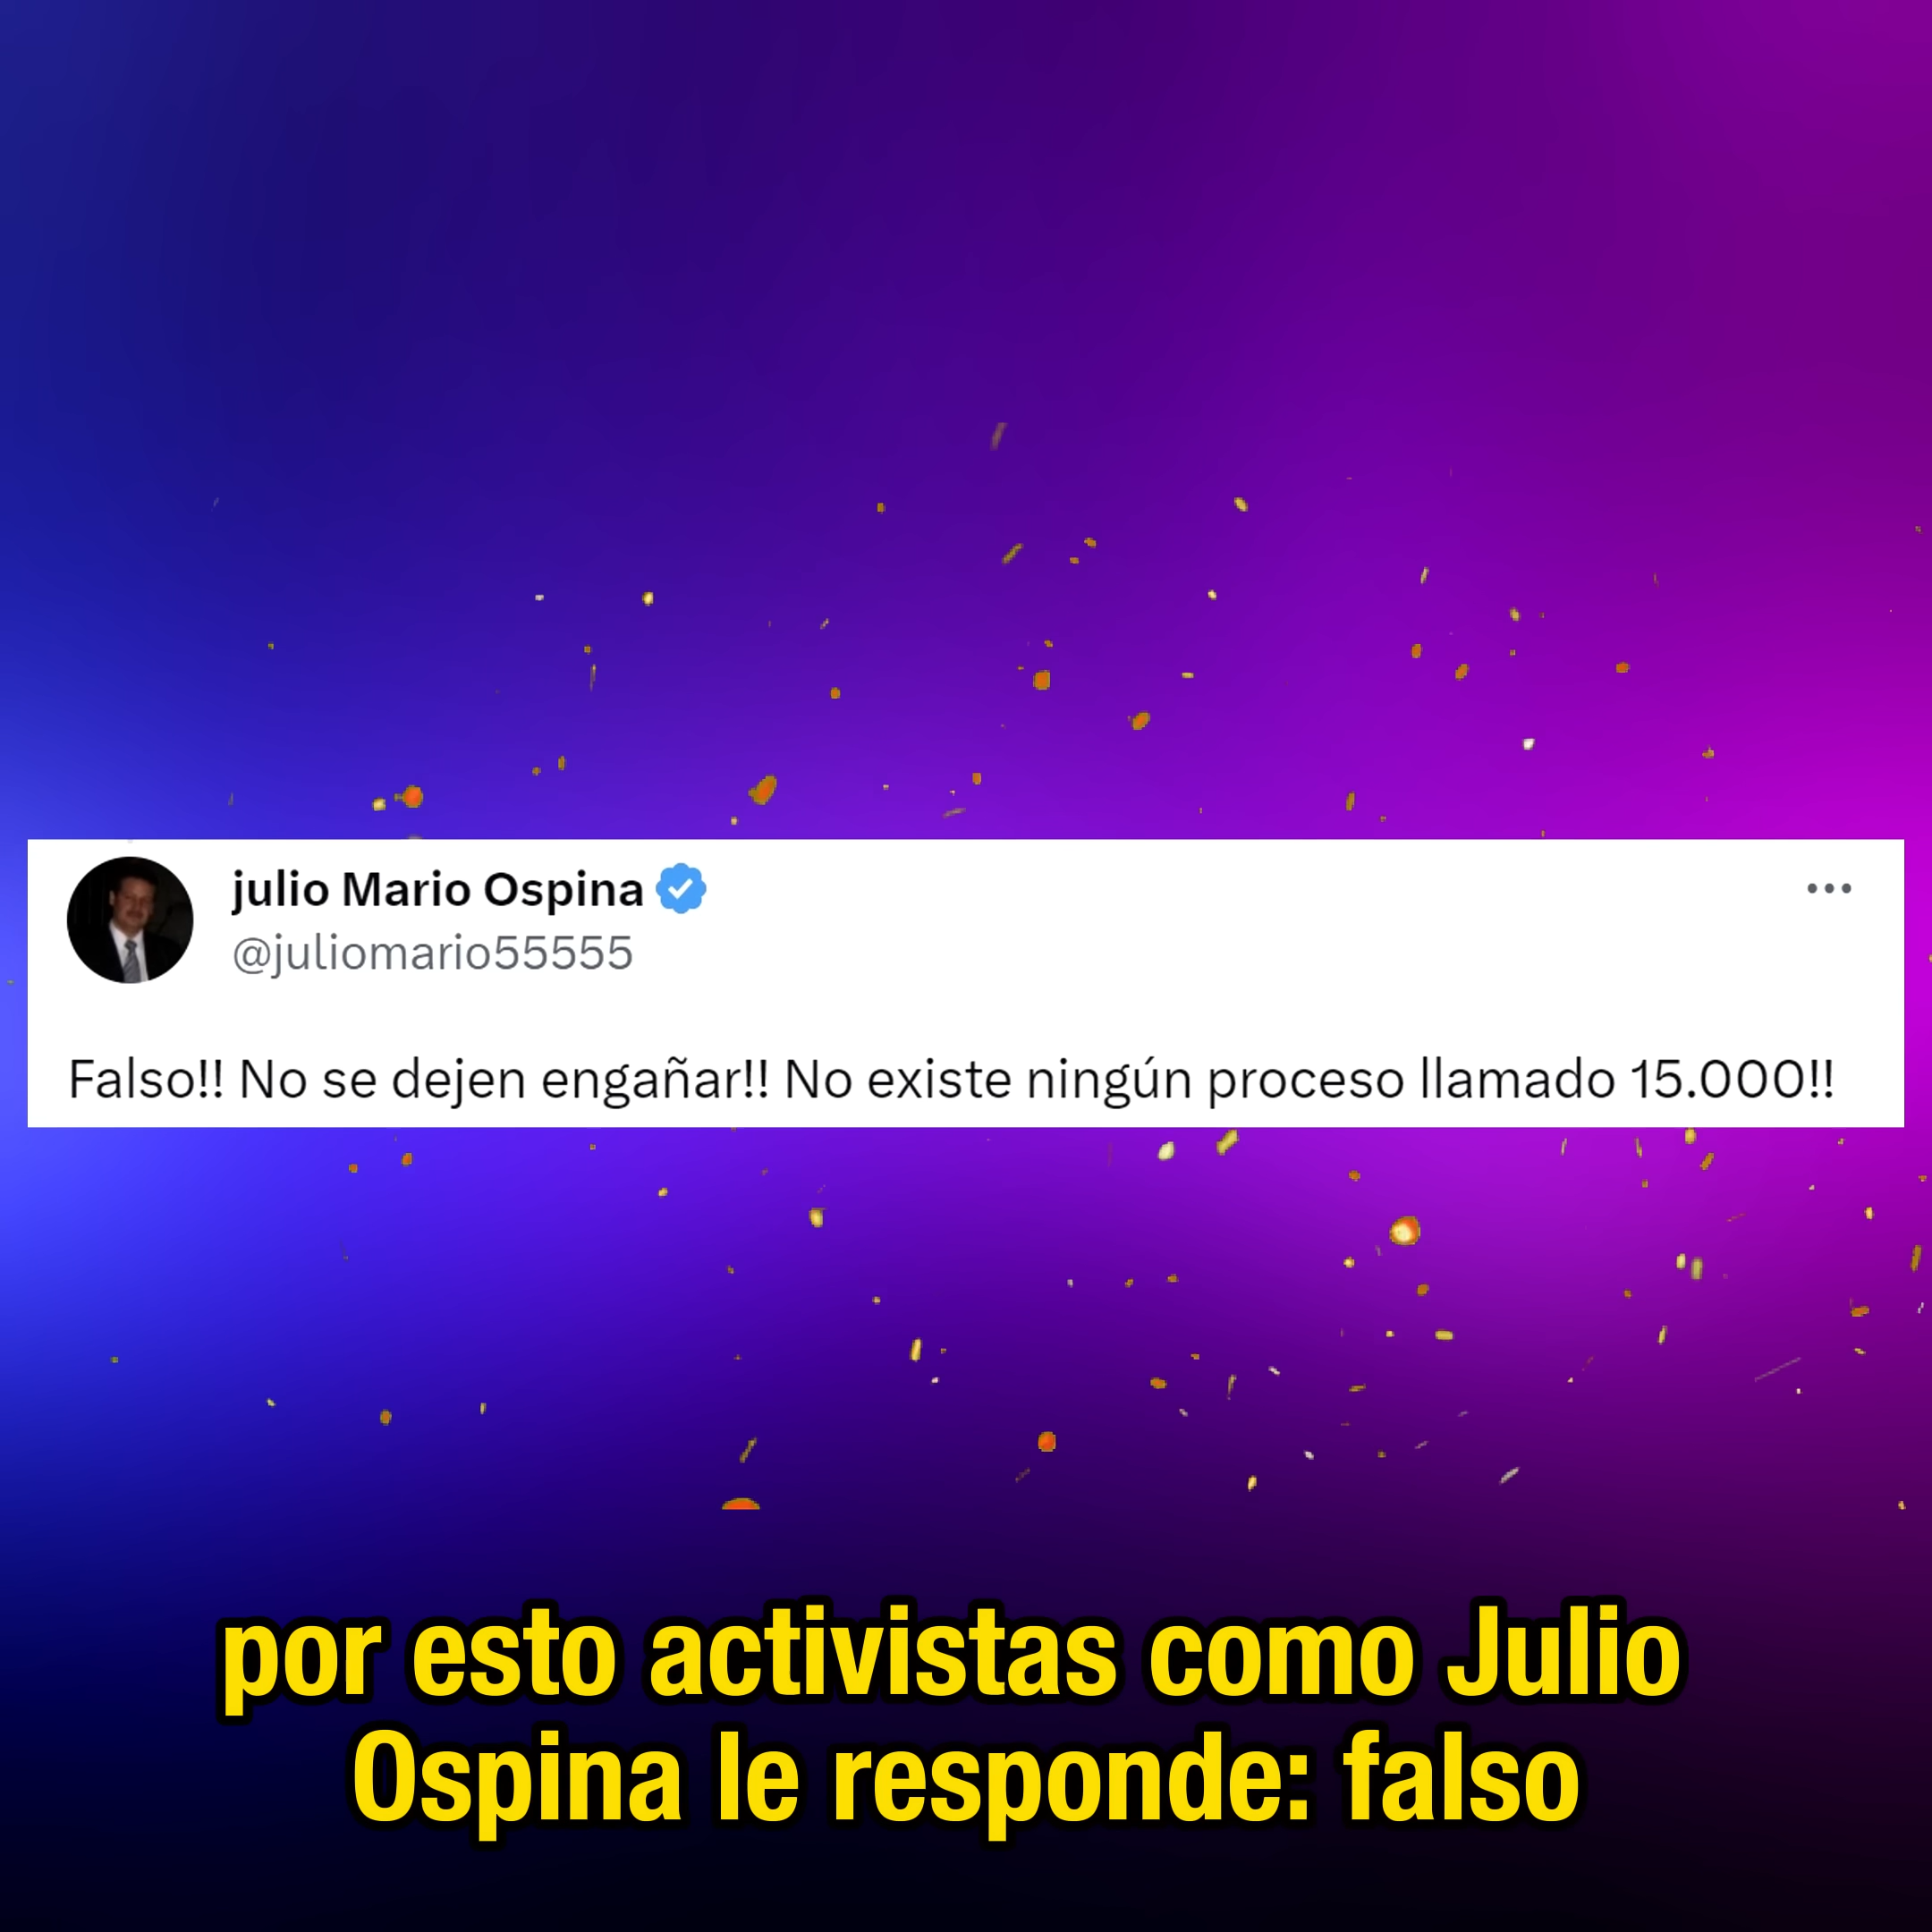 julio Mario Ospina
@juliomario55555
Falso!! No se dejen engañar!! No existe ningún proceso llamado 15.000!!
por esto activistas como Julio
Ospina le responde: falso